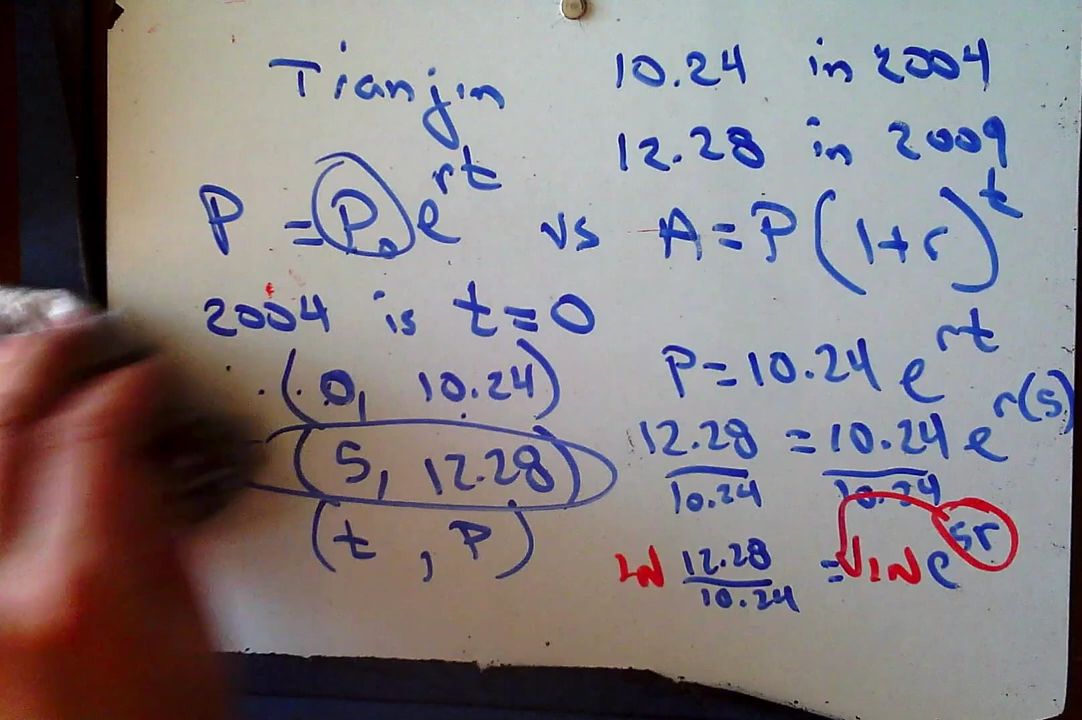 Tianjin 10.24 in 2004
12.28 in 2009
P = P₀e^rt vs A = P(1+r)^t
2004 is t = 0
(0, 10.24) P = 10.24 e^rt
(5, 12.28) 12.28/10.24 = 10.24/10.24 e^r(5)
(t, P) LN 12.28/10.24 = LN e^5r